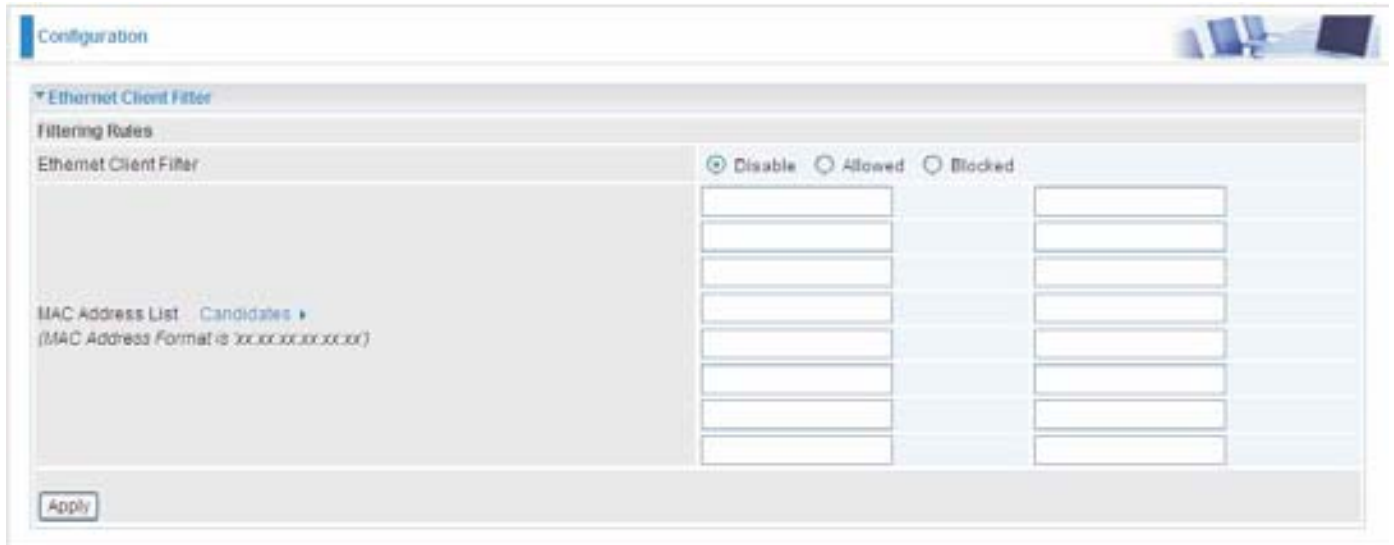 Configuration
Ethernet Client Filter
Filtering Rules
Ethernet Client Filter
Disable Allowed Blocked
MAC Address List Candidates
(MAC Address Format is 'xx:xx:xx:xx:xx:xx')
Apply